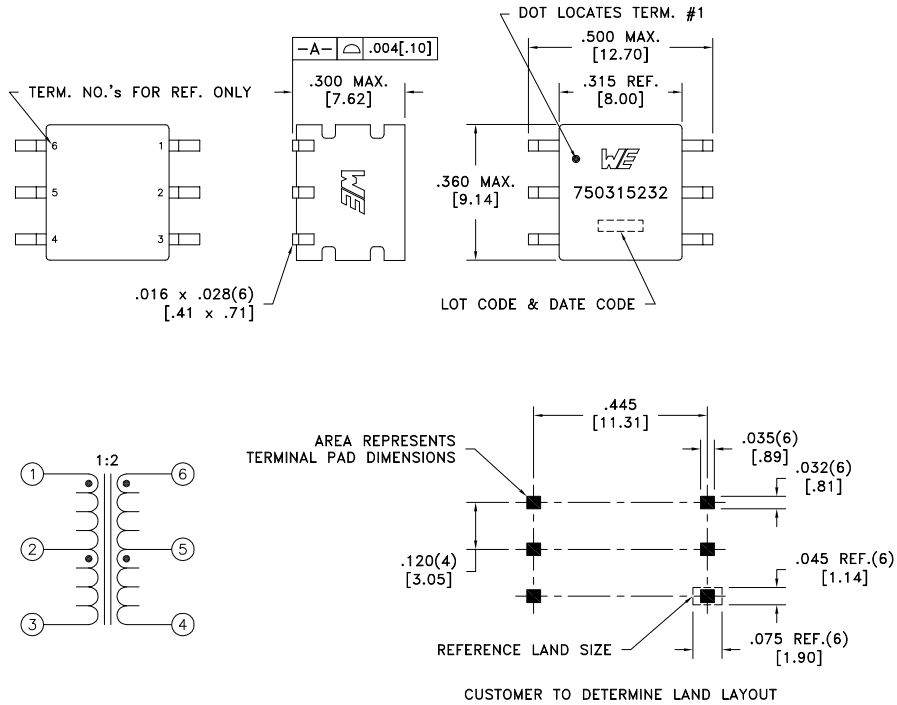 DOT LOCATES TERM. #1
.500 MAX.
[12.70]
-A- .004[.10]
.300 MAX.
[7.62]
.315 REF.
[8.00]
TERM. NO.'s FOR REF. ONLY
6 1
5 2
4 3
WE
WE
750315232
.360 MAX.
[9.14]
.016 x .028(6)
[.41 x .71]
LOT CODE & DATE CODE
.445
[11.31]
AREA REPRESENTS
TERMINAL PAD DIMENSIONS
.035(6)
[.89]
.032(6)
[.81]
1:2
1 6
2 5
3 4
.120(4)
[3.05]
.045 REF.(6)
[1.14]
REFERENCE LAND SIZE
.075 REF.(6)
[1.90]
CUSTOMER TO DETERMINE LAND LAYOUT